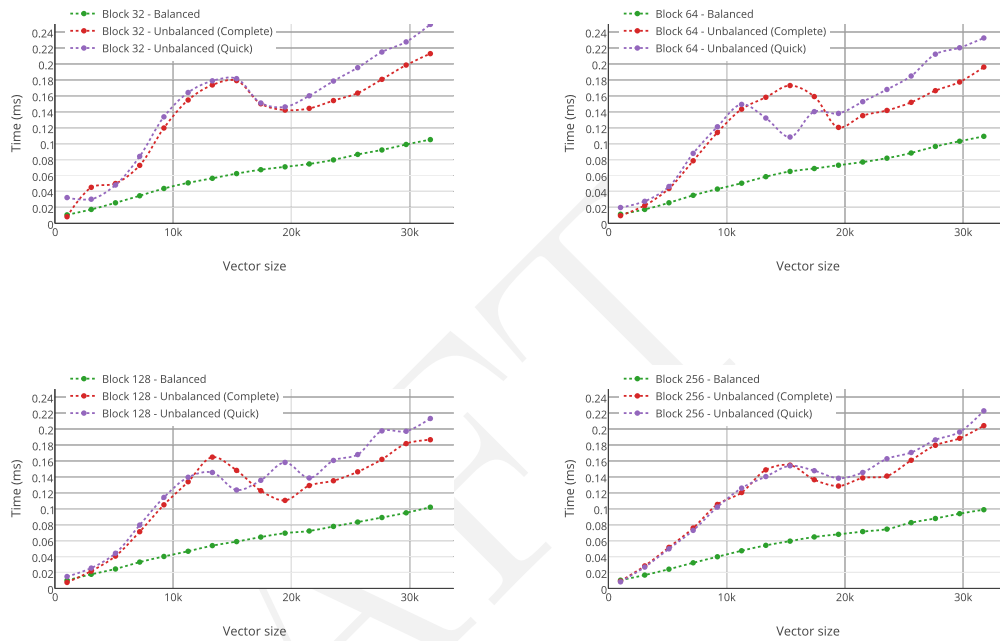 Block 32 - Balanced
Block 32 - Unbalanced (Complete)
Block 32 - Unbalanced (Quick)
0.24
0.22
0.2
0.18
0.16
0.14
0.12
0.1
0.08
0.06
0.04
0.02
0
Time (ms)
0 10k 20k 30k
Vector size
Block 64 - Balanced
Block 64 - Unbalanced (Complete)
Block 64 - Unbalanced (Quick)
0.24
0.22
0.2
0.18
0.16
0.14
0.12
0.1
0.08
0.06
0.04
0.02
0
Time (ms)
0 10k 20k 30k
Vector size
Block 128 - Balanced
Block 128 - Unbalanced (Complete)
Block 128 - Unbalanced (Quick)
0.24
0.22
0.2
0.18
0.16
0.14
0.12
0.1
0.08
0.06
0.04
0.02
0
Time (ms)
0 10k 20k 30k
Vector size
Block 256 - Balanced
Block 256 - Unbalanced (Complete)
Block 256 - Unbalanced (Quick)
0.24
0.22
0.2
0.18
0.16
0.14
0.12
0.1
0.08
0.06
0.04
0.02
0
Time (ms)
0 10k 20k 30k
Vector size
AFT